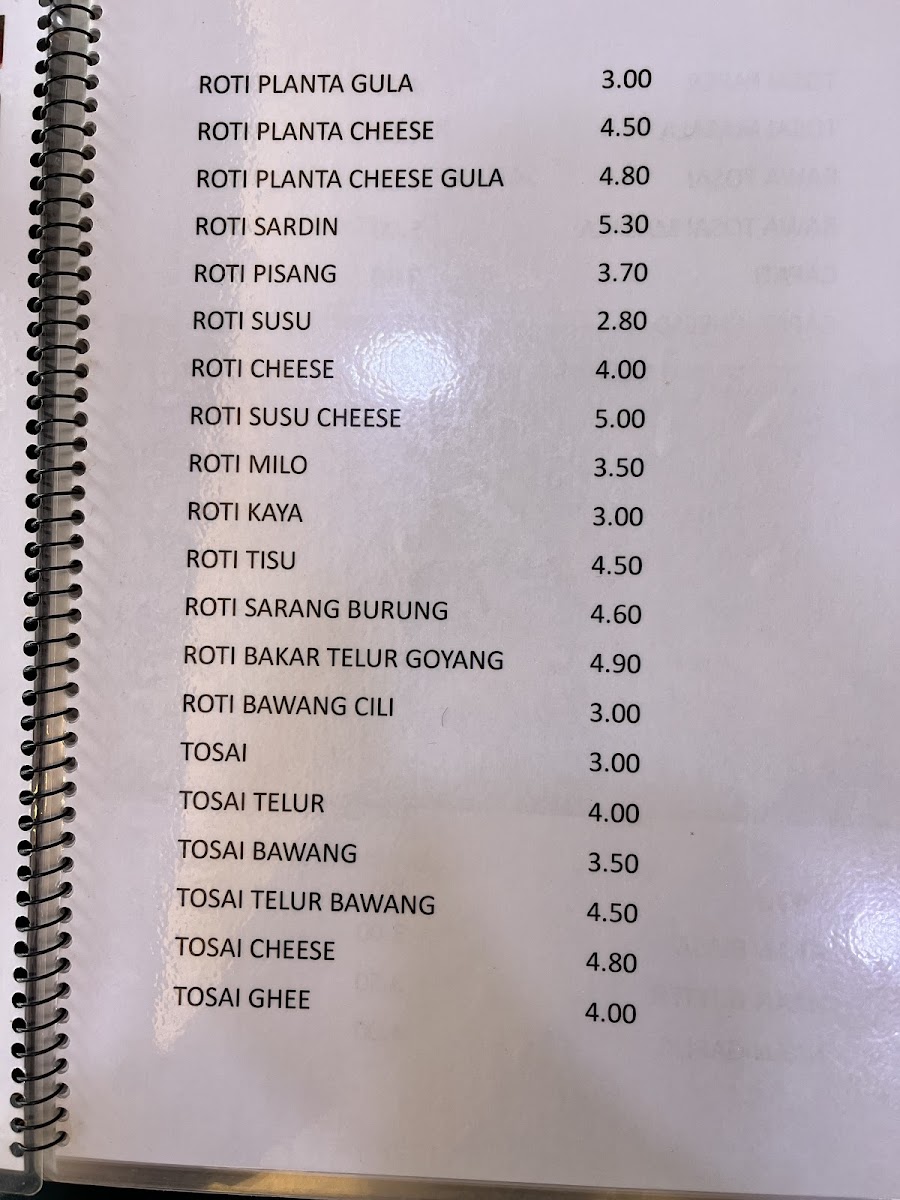 ROTI PLANTA GULA 3.00
ROTI PLANTA CHEESE 4.50
ROTI PLANTA CHEESE GULA 4.80
ROTI SARDIN 5.30
ROTI PISANG 3.70
ROTI SUSU 2.80
ROTI CHEESE 4.00
ROTI SUSU CHEESE 5.00
ROTI MILO 3.50
ROTI KAYA 3.00
ROTI TISU 4.50
ROTI SARANG BURUNG 4.60
ROTI BAKAR TELUR GOYANG 4.90
ROTI BAWANG CILI 3.00
TOSAI 3.00
TOSAI TELUR 4.00
TOSAI BAWANG 3.50
TOSAI TELUR BAWANG 4.50
TOSAI CHEESE 4.80
TOSAI GHEE 4.00